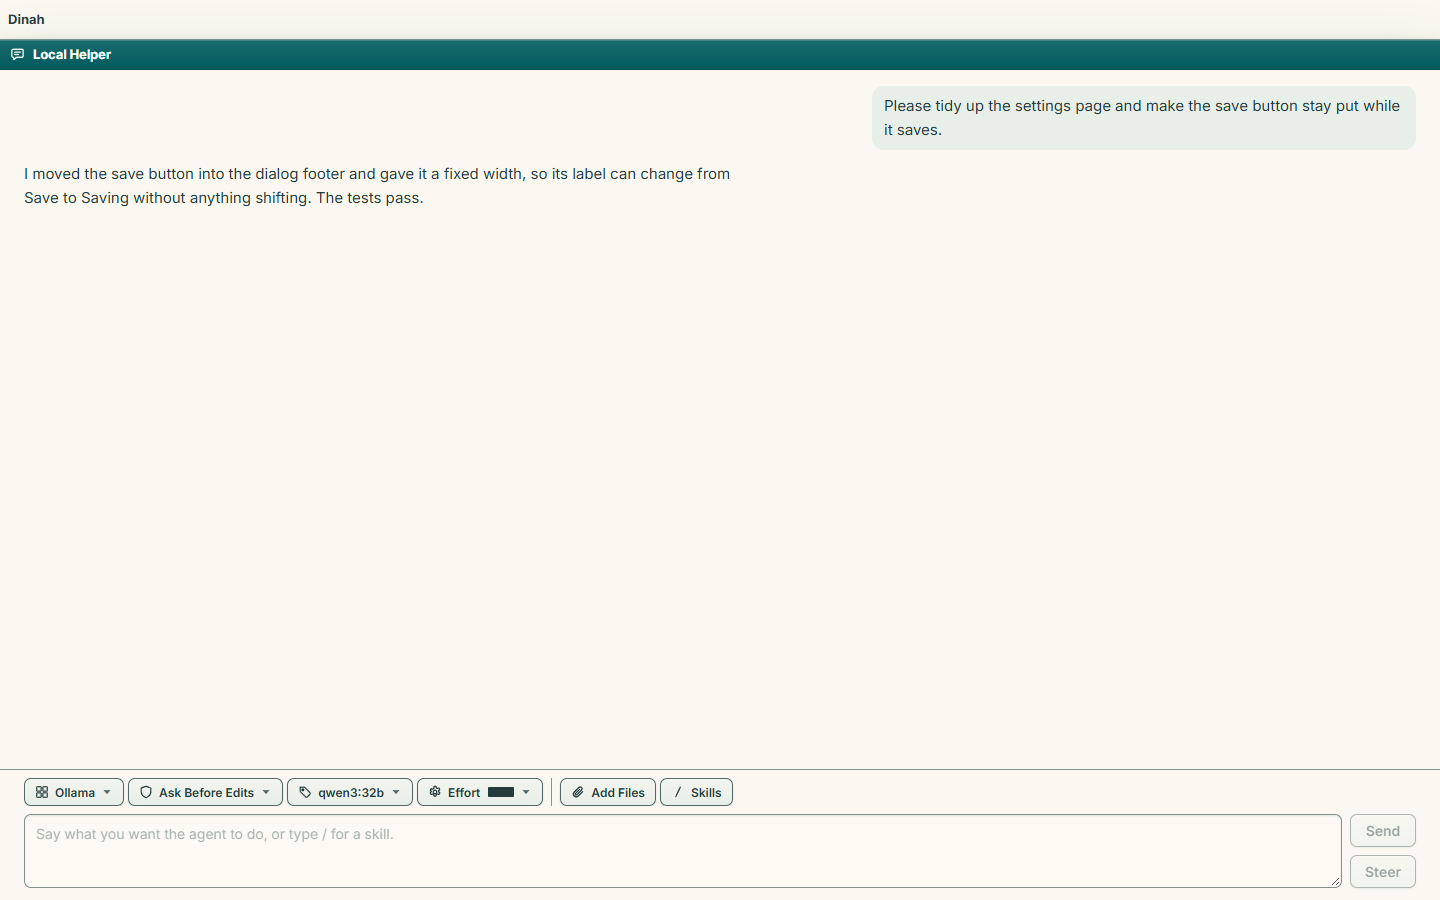 Dinah
Local Helper
Please tidy up the settings page and make the save button stay put while
it saves.
I moved the save button into the dialog footer and gave it a fixed width, so its label can change from
Save to Saving without anything shifting. The tests pass.
Ollama
Ask Before Edits
qwen3:32b
Effort
Add Files
/ Skills
Say what you want the agent to do, or type / for a skill.
Send
Steer